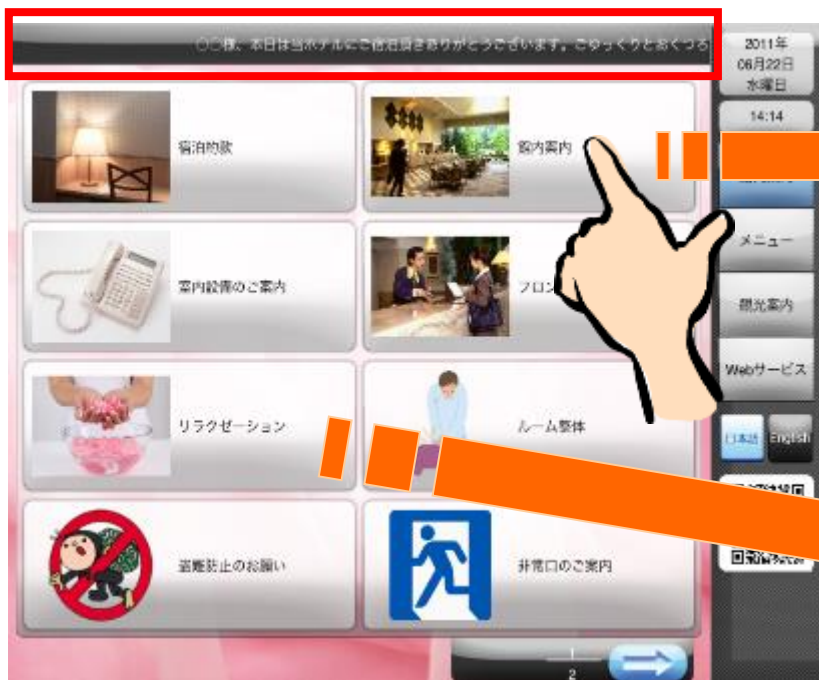 ○○様、本日は当ホテルにご宿泊頂きありがとうございます。ごゆっくりとおくつろ
2011年
06月22日
水曜日
14:14
宿泊約款
館内案内
室内設備のご案内
フロン
リラクゼーション
ルーム整体
盗難防止のお願い
非常口のご案内
メニュー
観光案内
Webサービス
日本語
English
1
2